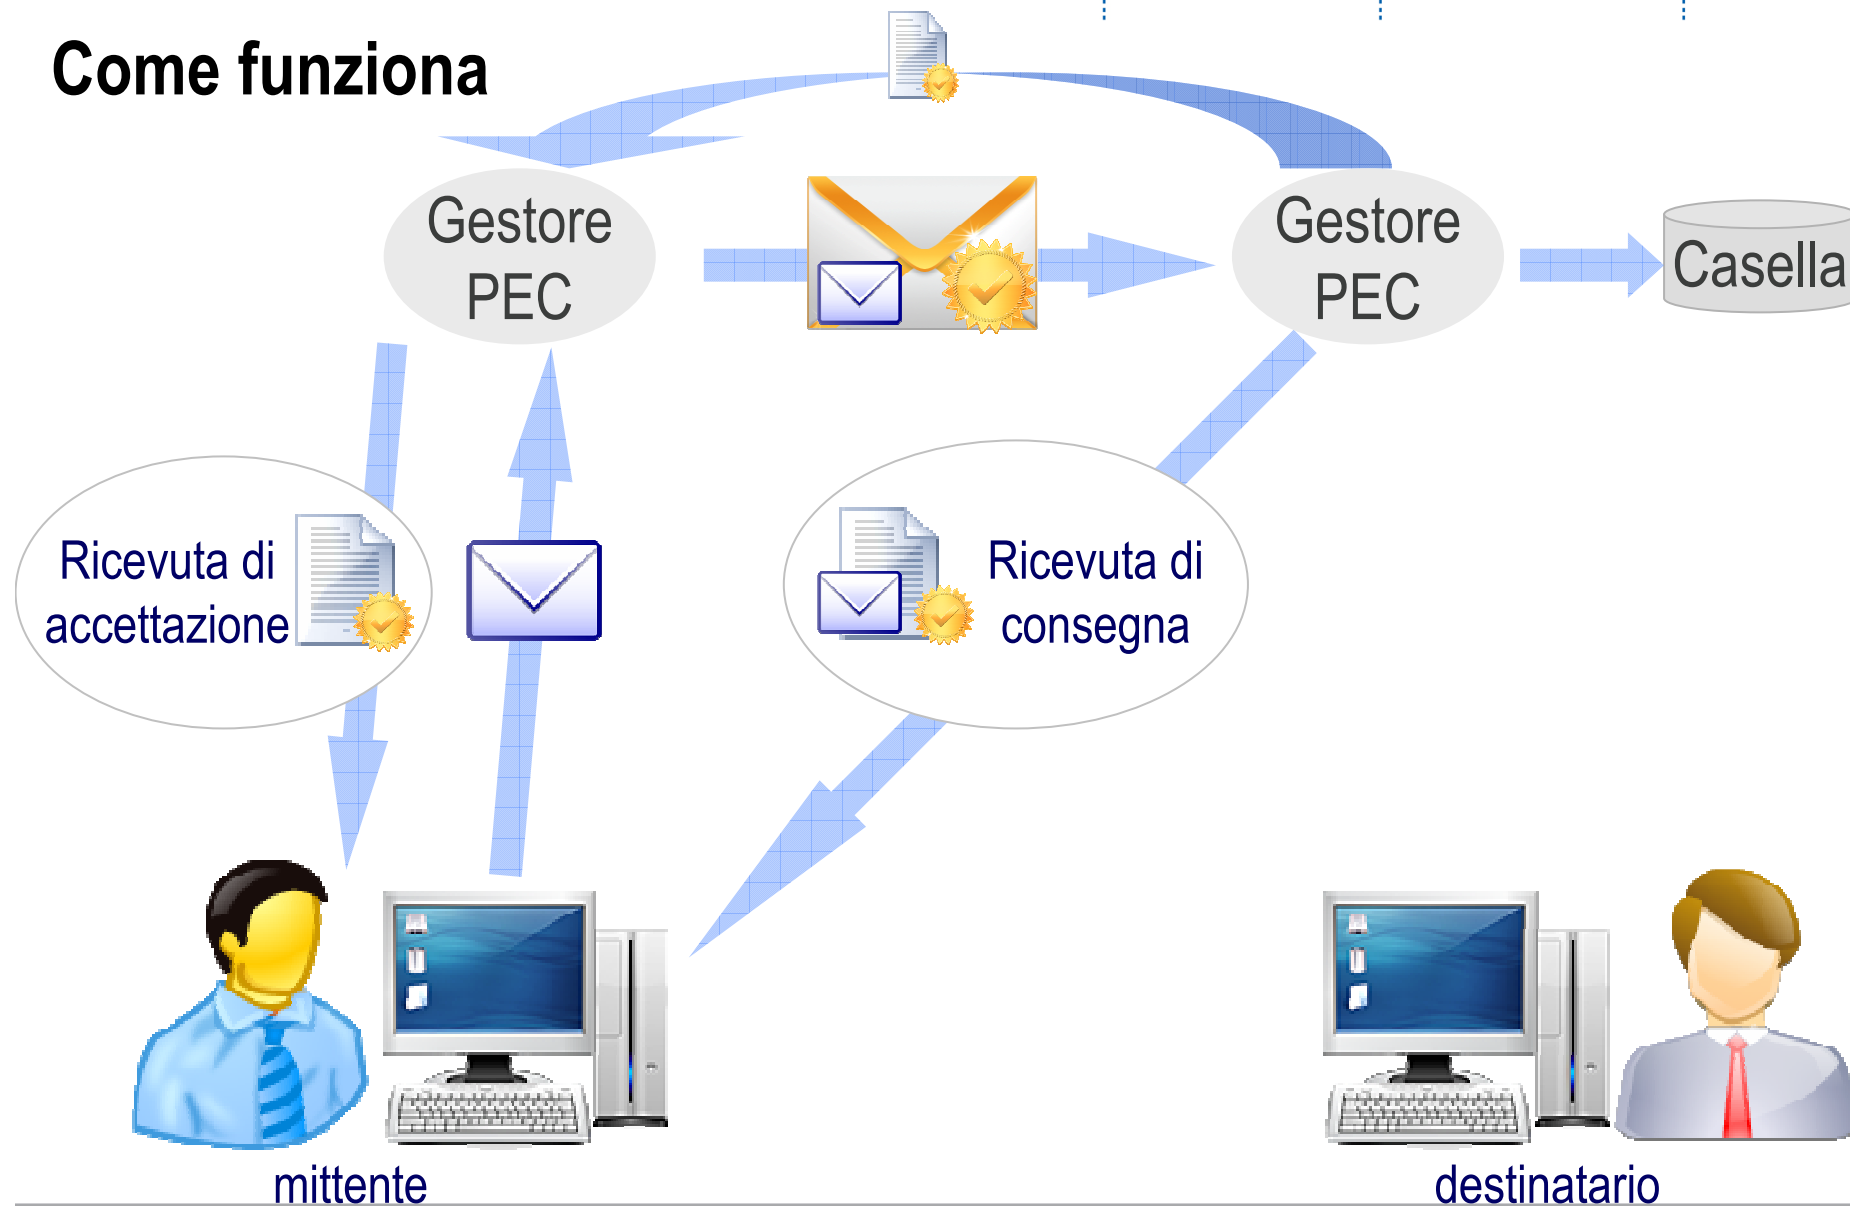 Come funziona
Gestore
PEC
Gestore
PEC
Casella
Ricevuta di
accettazione
Ricevuta di
consegna
mittente
destinatario